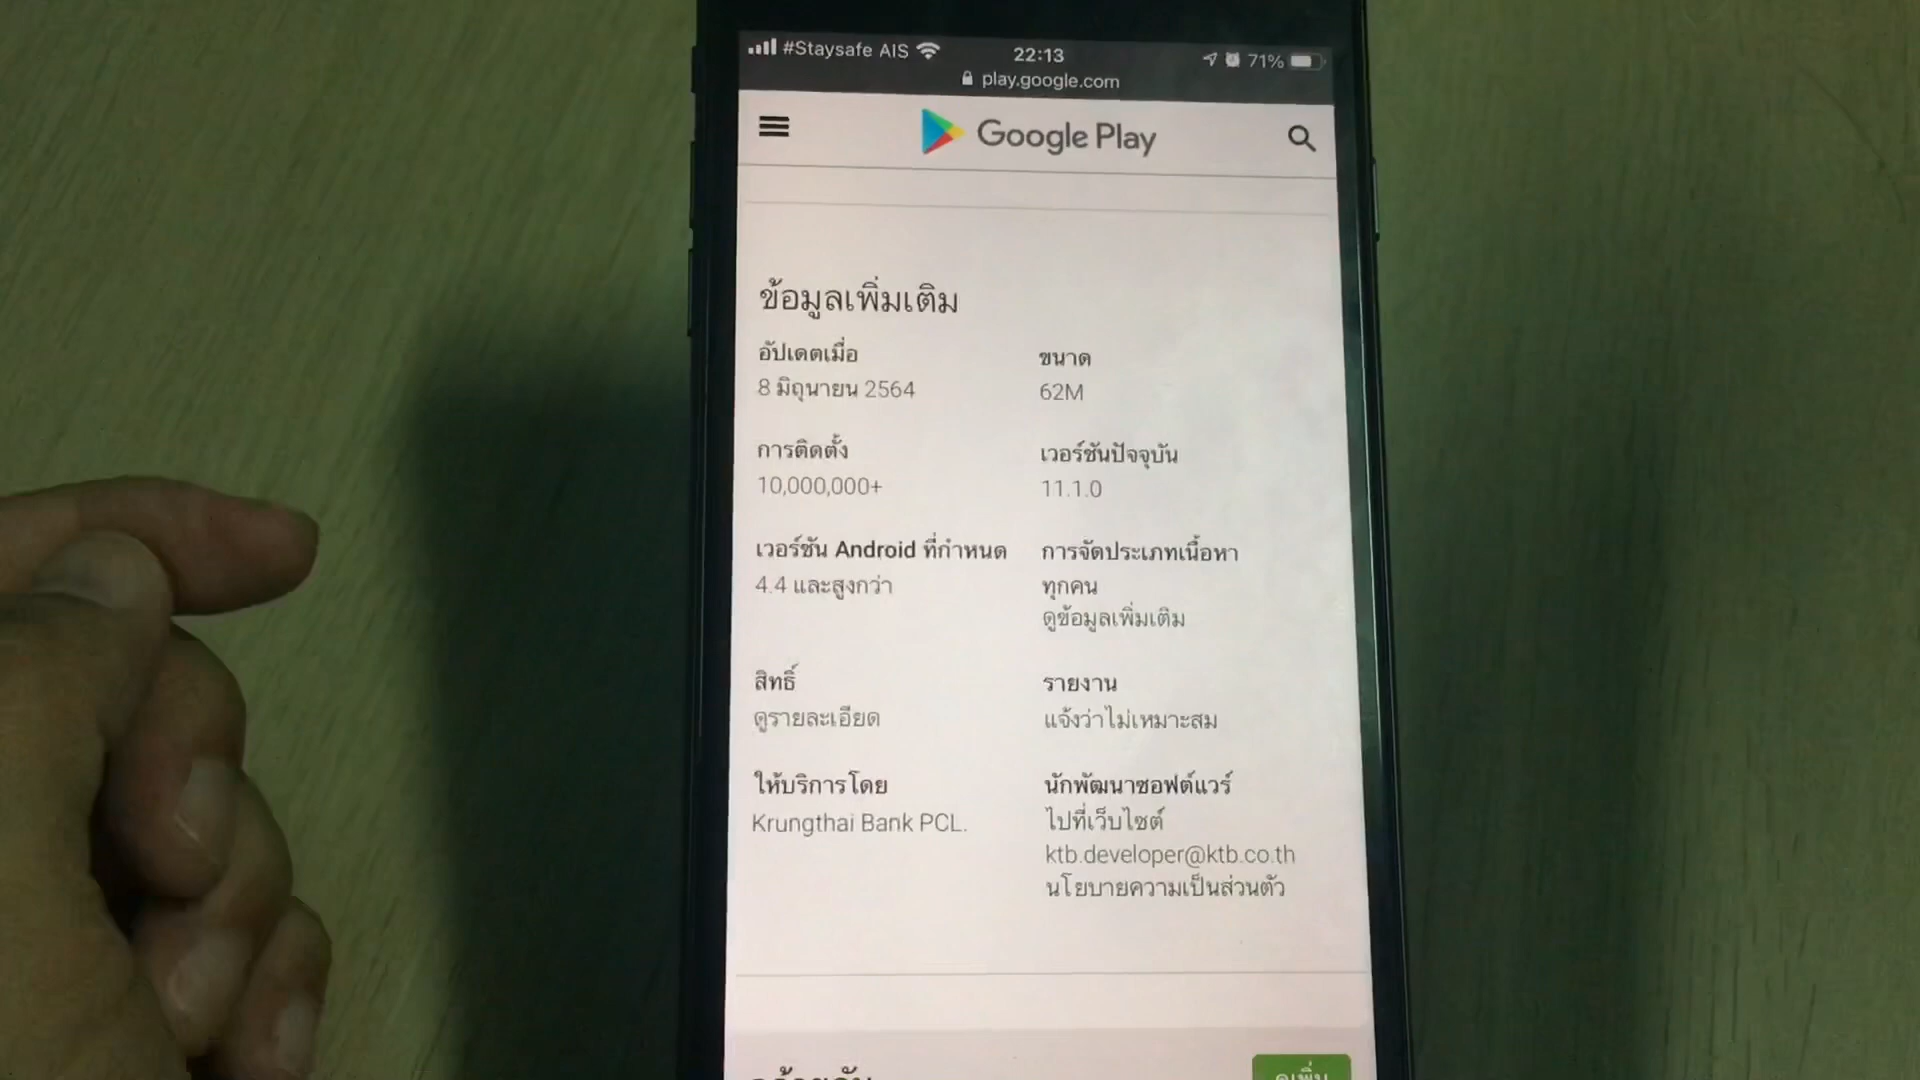 #Staysafe AIS 22:13 71%
play.google.com
Google Play
ข้อมูลเพิ่มเติม
อัปเดตเมื่อ
8 มิถุนายน 2564
ขนาด
62M
การติดตั้ง
10,000,000+
เวอร์ชันปัจจุบัน
11.1.0
เวอร์ชัน Android ที่กำหนด
4.4 และสูงกว่า
การจัดประเภทเนื้อหา
ทุกคน
ดูข้อมูลเพิ่มเติม
สิทธิ์
ดูรายละเอียด
รายงาน
แจ้งว่าไม่เหมาะสม
ให้บริการโดย
Krungthai Bank PCL.
นักพัฒนาซอฟต์แวร์
ไปที่เว็บไซต์
ktb.developer@ktb.co.th
นโยบายความเป็นส่วนตัว